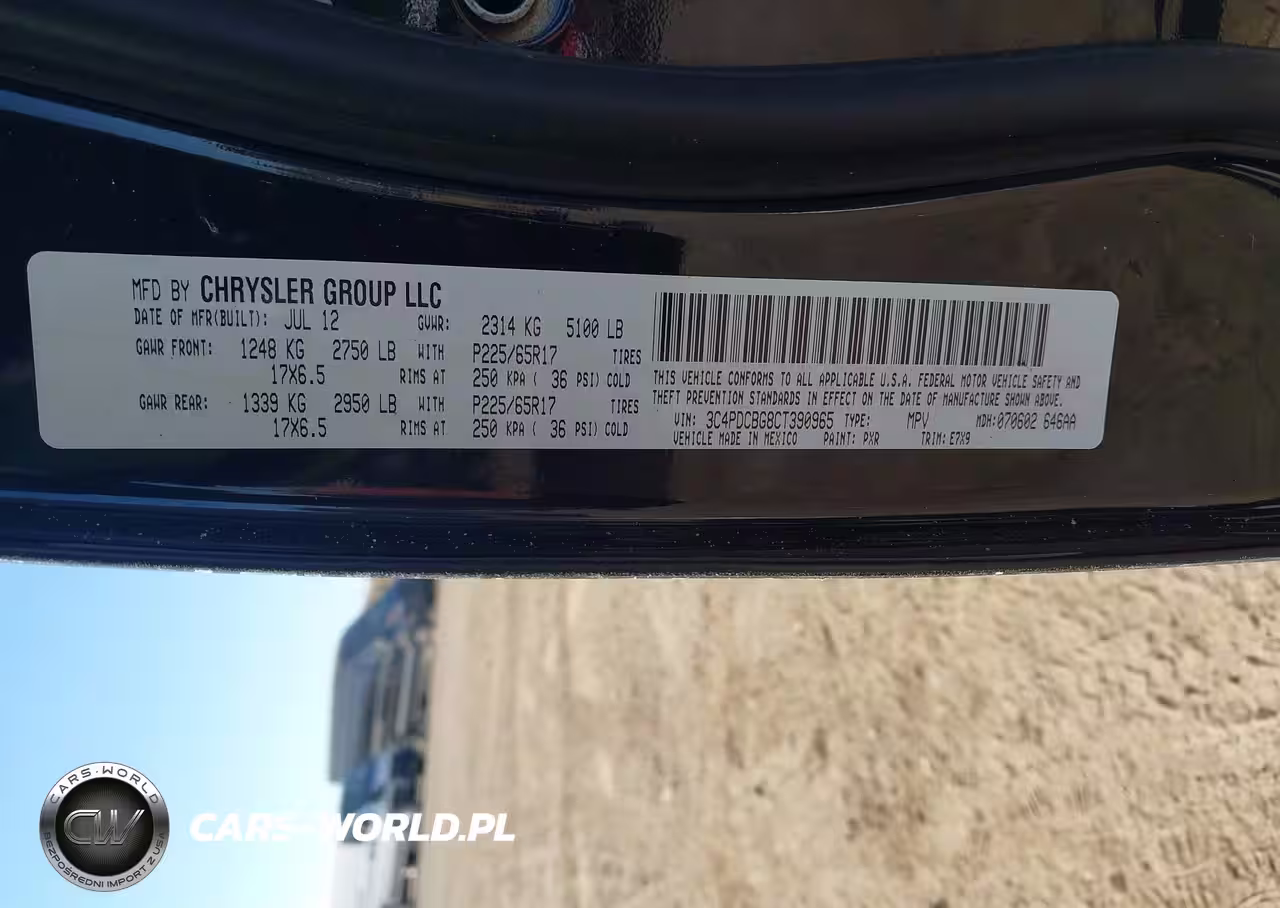 MFD BY CHRYSLER GROUP LLC
DATE OF MFR(BUILT): JUL 12 GVWR: 2314 KG 5100 LB
GAWR FRONT: 1248 KG 2750 LB WITH P225/65R17 TIRES
17X6.5 RIMS AT 250 KPA ( 36 PSI) COLD
GAWR REAR: 1339 KG 2950 LB WITH P225/65R17 TIRES
17X6.5 RIMS AT 250 KPA ( 36 PSI) COLD
THIS VEHICLE CONFORMS TO ALL APPLICABLE U.S.A. FEDERAL MOTOR VEHICLE SAFETY AND
THEFT PREVENTION STANDARDS IN EFFECT ON THE DATE OF MANUFACTURE SHOWN ABOVE.
VIN: 3C4PDCBG8CT390965 TYPE: MPV MDH:070602 646AA
VEHICLE MADE IN MEXICO PAINT: PXR TRIM: E7X9
CARS-WORLD
CW
BEZPOŚREDNI IMPORT Z USA
CARS-WORLD.PL